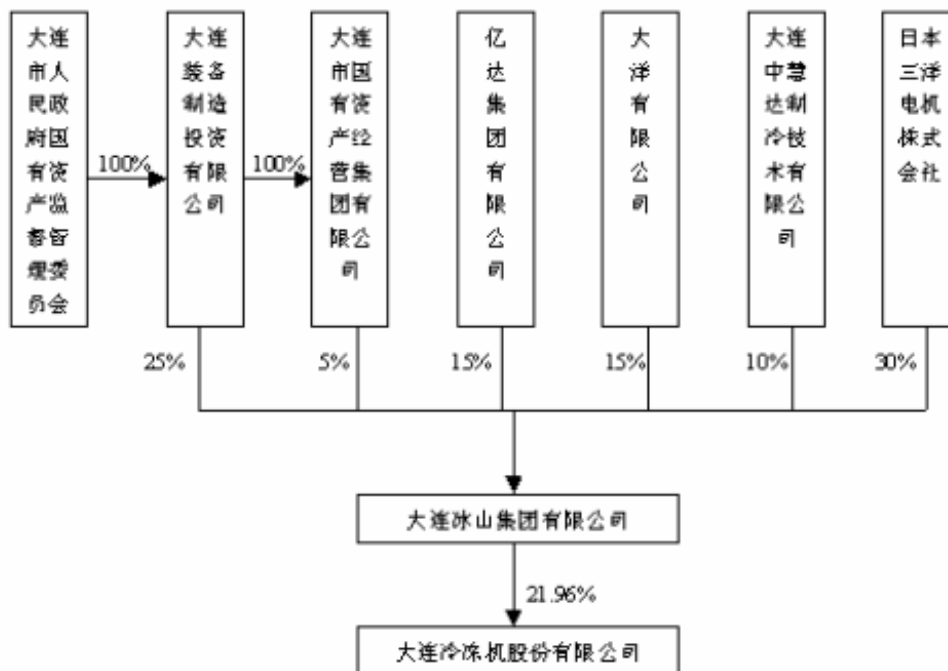 大连
市人
民政
府国
有资
产监
督管
理委
员会
大连
装备
制造
投资
有限
公司
大连
市国
有资
产经
营集
团有
限公
司
亿
达
集
团
有
限
公
司
大
洋
有
限
公
司
大连
中慧
达制
冷技
术有
限公
司
日本
三洋
电机
株式
会社
100%
100%
25%
5%
15%
15%
10%
30%
大连冰山集团有限公司
21.96%
大连冷冻机股份有限公司